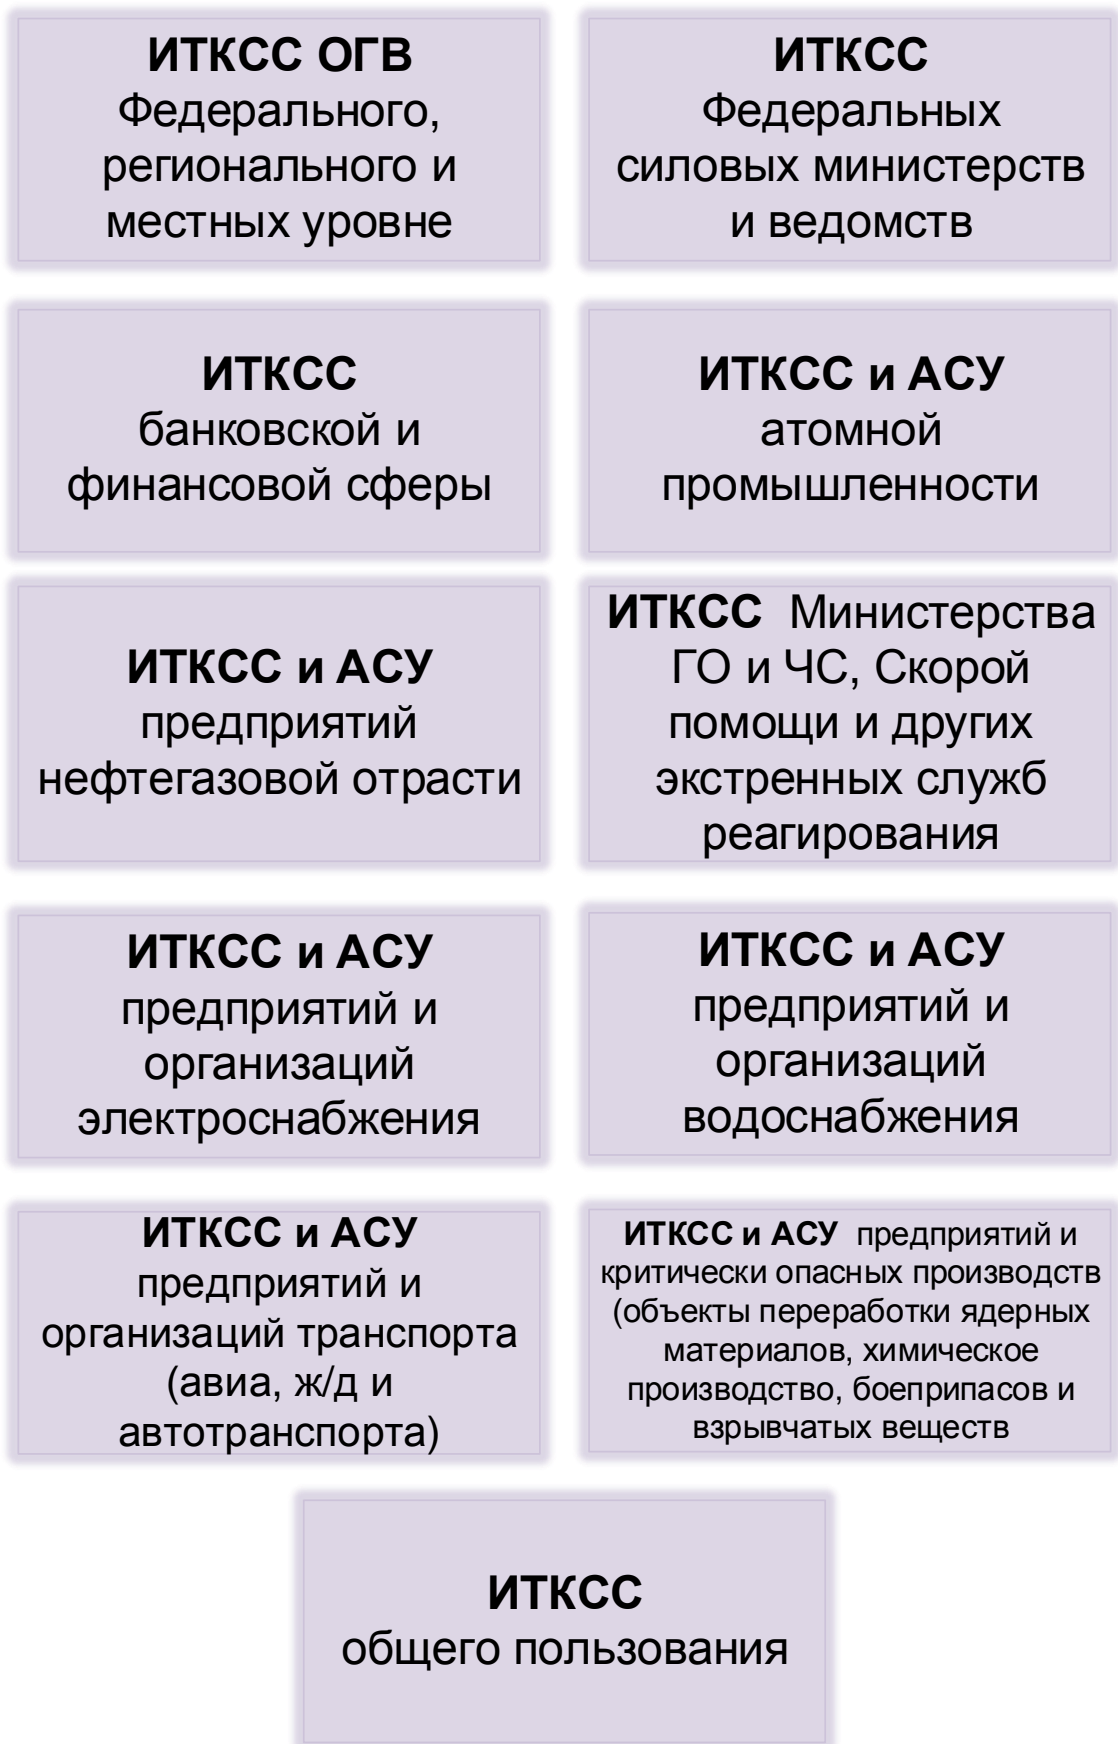 ИТКСС ОГВ
Федерального,
регионального и
местных уровне
ИТКСС
Федеральных
силовых министерств
и ведомств
ИТКСС
банковской и
финансовой сферы
ИТКСС и АСУ
атомной
промышленности
ИТКСС и АСУ
предприятий
нефтегазовой отрасти
ИТКСС Министерства
ГО и ЧС, Скорой
помощи и других
экстренных служб
реагирования
ИТКСС и АСУ
предприятий и
организаций
электроснабжения
ИТКСС и АСУ
предприятий и
организаций
водоснабжения
ИТКСС и АСУ
предприятий и
организаций транспорта
(авиа, ж/д и
автотранспорта)
ИТКСС и АСУ предприятий и
критически опасных производств
(объекты переработки ядерных
материалов, химическое
производство, боеприпасов и
взрывчатых веществ
ИТКСС
общего пользования